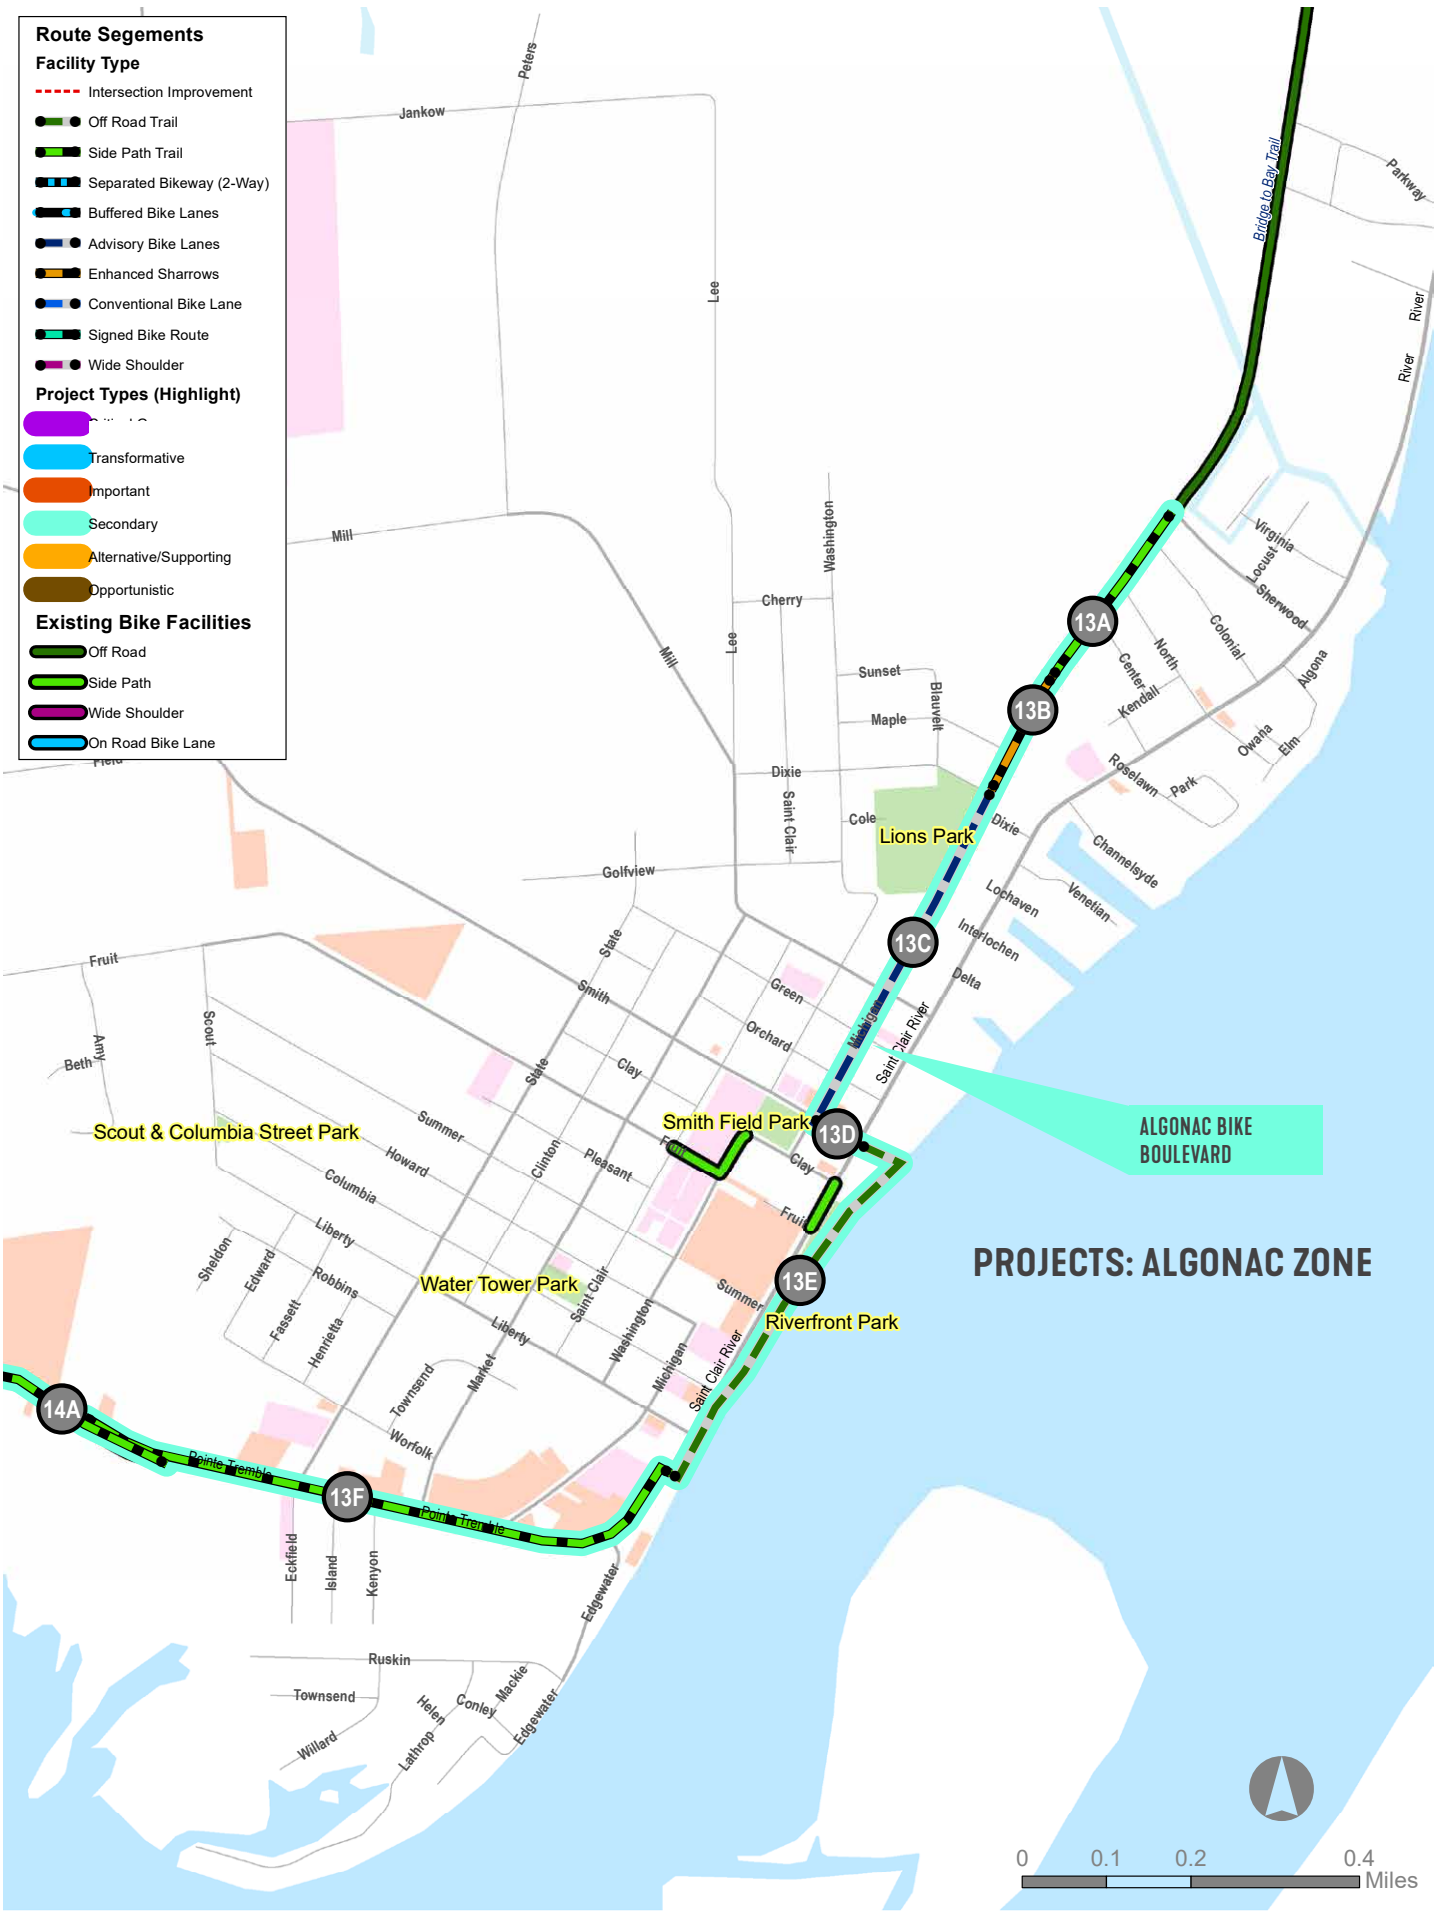 Route Segements
Facility Type
Intersection Improvement
Off Road Trail
Side Path Trail
Separated Bikeway (2-Way)
Buffered Bike Lanes
Advisory Bike Lanes
Enhanced Sharrows
Conventional Bike Lane
Signed Bike Route
Wide Shoulder
Project Types (Highlight)
Transformative
Important
Secondary
Alternative/Supporting
Opportunistic
Existing Bike Facilities
Off Road
Side Path
Wide Shoulder
On Road Bike Lane
Peters
Jankow
Lee
Bridge to Bay Trail
Parkway
River
River
Mill
Washington
Virginia
Locust
Sherwood
Cherry
Lee
Mill
13A
Colonial
North
Center
Kendall
Algona
Sunset
Blauvelt
Maple
13B
Owana
Elm
Roselawn
Park
Field
Dixie
Saint Clair
Cole
Lions Park
Dixie
Channelsyde
Golfview
Lochaven
Venetian
Interlochen
13C
Delta
State
Fruit
Smith
Green
Orchard
Michigan
Saint Clair River
Scout
Amy
Beth
State
Clay
ALGONAC BIKE
BOULEVARD
Scout & Columbia Street Park
Summer
Smith Field Park
13D
Fruit
Clay
Howard
Clinton
Pleasant
Columbia
Fruit
Liberty
Sheldon
Edward
Robbins
PROJECTS: ALGONAC ZONE
Water Tower Park
Saint Clair
Summer
13E
Riverfront Park
Fassett
Henrietta
Liberty
Washington
Michigan
Saint Clair River
Townsend
Market
14A
Worfolk
Pointe Tremble
13F
Pointe Tremble
Eckfield
Island
Kenyon
Edgewater
Ruskin
Townsend
Helen
Conley
Mackie
Edgewater
Willard
Lathrop
0 0.1 0.2 0.4
Miles